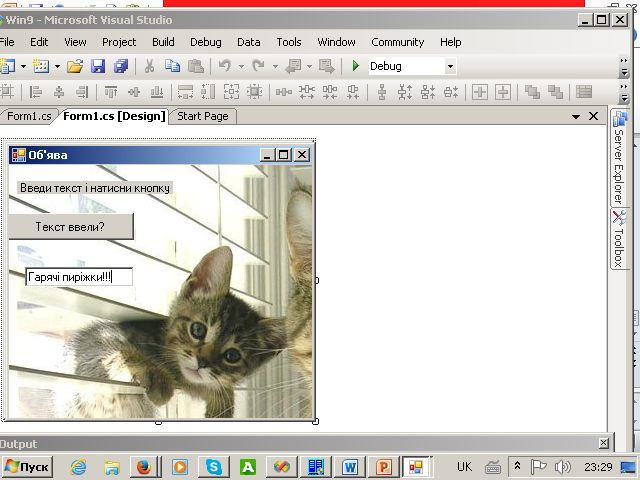 Win9 - Microsoft Visual Studio
File Edit View Project Build Debug Data Tools Window Community Help
Debug
Form1.cs Form1.cs [Design] Start Page
Об'ява
Введи текст і натисни кнопку
Текст ввели?
Гарячі пиріжки!!!
Server Explorer
Toolbox
Output
Пуск
UK
23:29